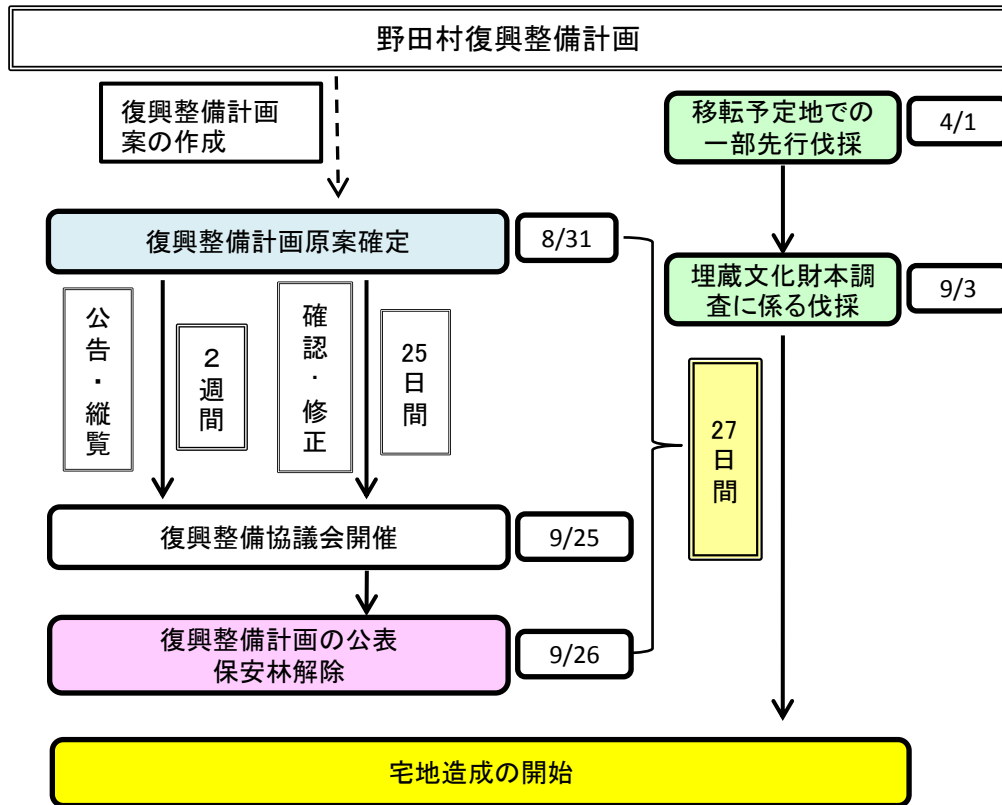 野田村復興整備計画
復興整備計画
案の作成
移転予定地での
一部先行伐採
4/1
復興整備計画原案確定
8/31
埋蔵文化財本調
査に係る伐採
9/3
公告・縦覧
２週間
確認・修正
25日間
27日間
復興整備協議会開催
9/25
復興整備計画の公表
保安林解除
9/26
宅地造成の開始